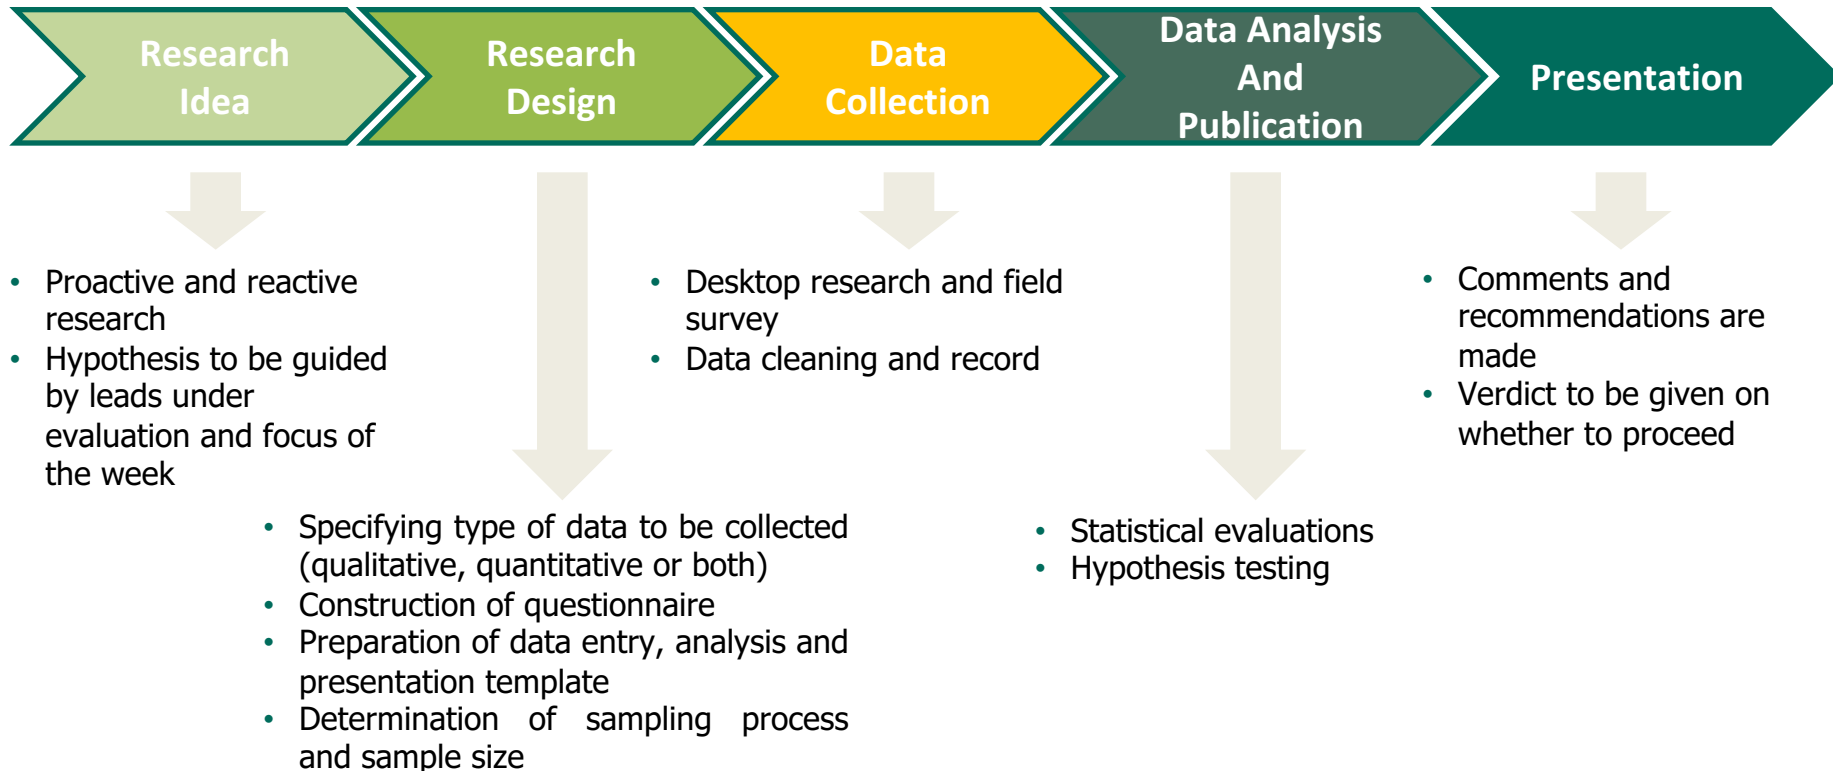 Research
Idea
Research
Design
Data
Collection
Data Analysis
And
Publication
Presentation
• Proactive and reactive
research
• Hypothesis to be guided
by leads under
evaluation and focus of
the week
• Specifying type of data to be collected
(qualitative, quantitative or both)
• Construction of questionnaire
• Preparation of data entry, analysis and
presentation template
• Determination of sampling process
and sample size
• Desktop research and field
survey
• Data cleaning and record
• Statistical evaluations
• Hypothesis testing
• Comments and
recommendations are
made
• Verdict to be given on
whether to proceed